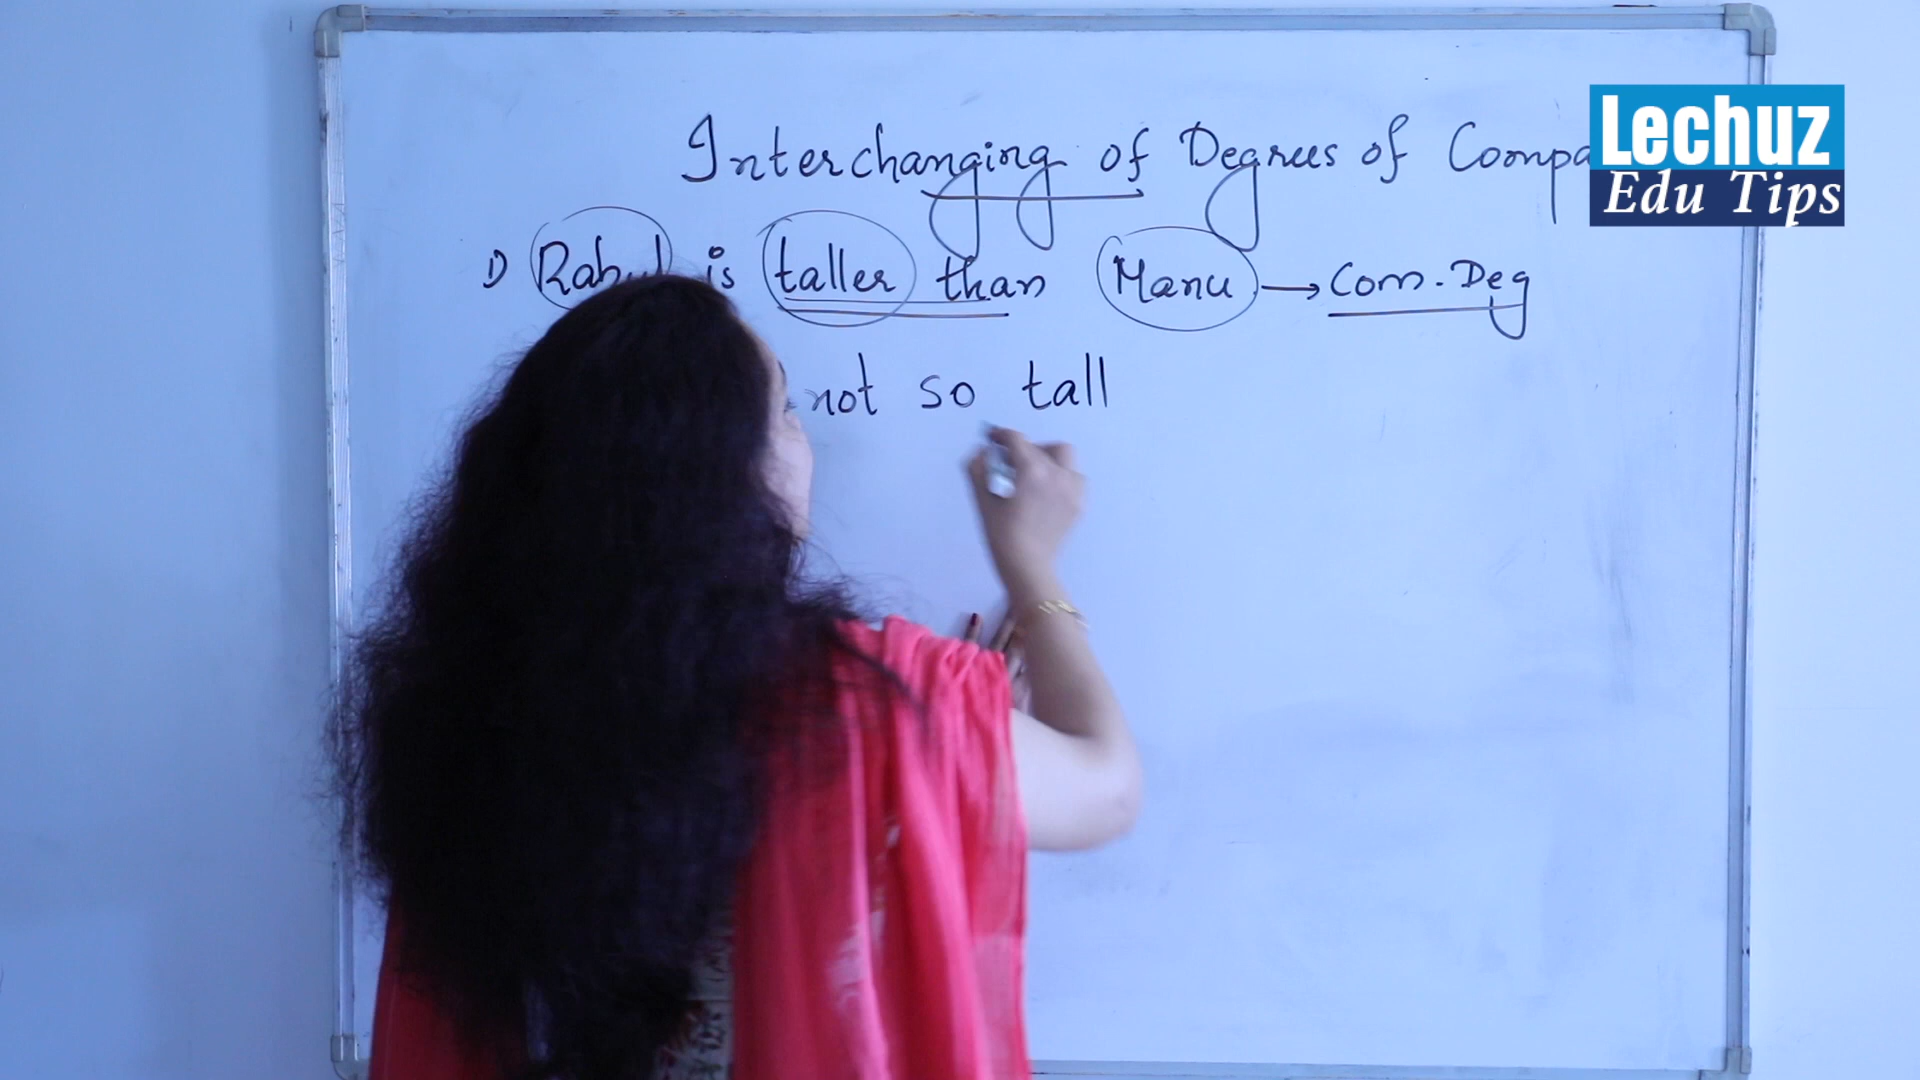 Interchanging of Degrees of Compa
Lechuz
Edu Tips
1) Rahul is taller than Manu → Com. Deg
not so tall